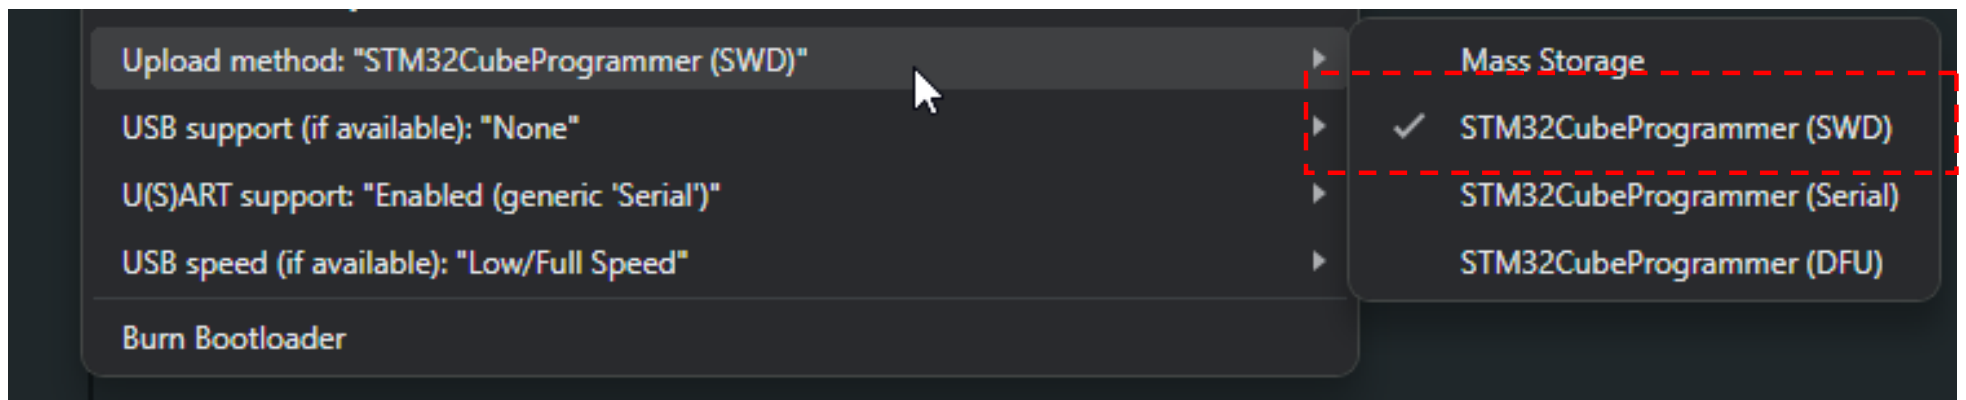 Upload method: "STM32CubeProgrammer (SWD)"
USB support (if available): "None"
U(S)ART support: "Enabled (generic 'Serial')"
USB speed (if available): "Low/Full Speed"
Burn Bootloader
Mass Storage
STM32CubeProgrammer (SWD)
STM32CubeProgrammer (Serial)
STM32CubeProgrammer (DFU)